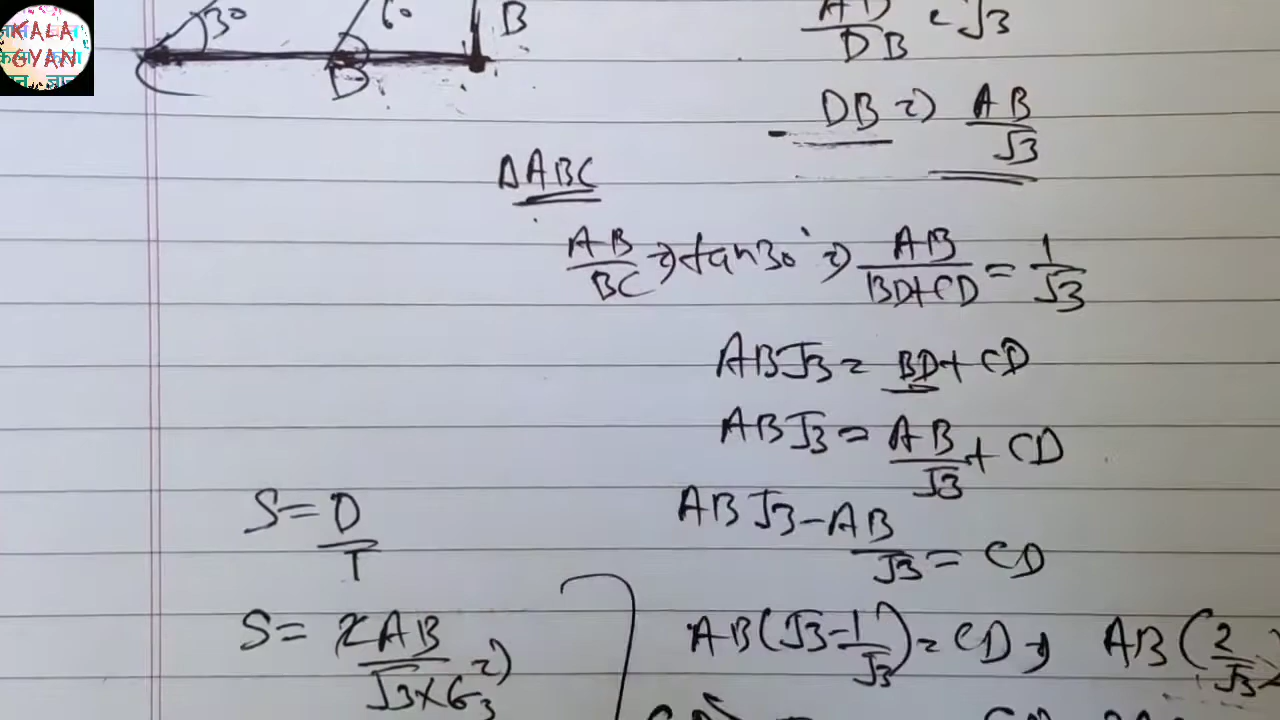 KALA
GYAN
30
60
B
C
D
AB/DB = √3
DB ⇒ AB/√3
ΔABC
AB/BC ⇒ tan30° ⇒ AB/BD+CD = 1/√3
AB√3 = BD + CD
AB√3 = AB/√3 + CD
S = D/T
AB√3 - AB/√3 = CD
S = 2AB/√3×6 3 ⇒
AB(√3 - 1/√3) = CD ⇒ AB(2/√3)